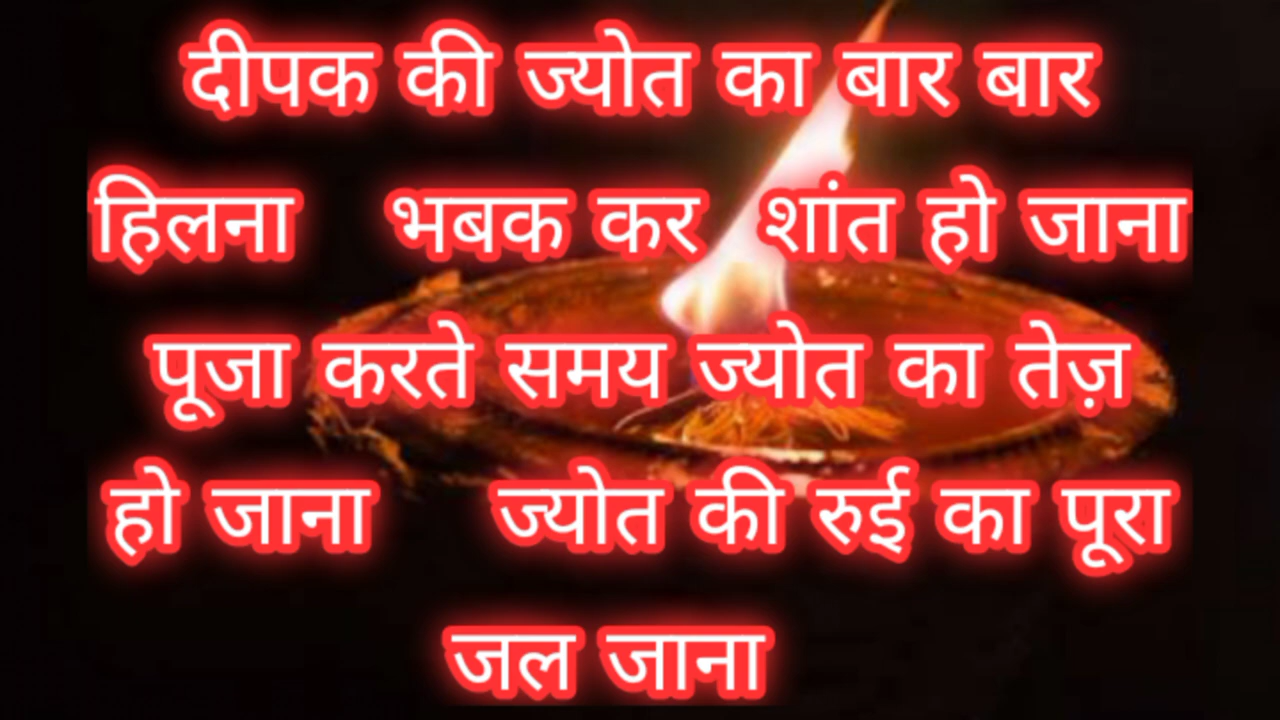 दीपक की ज्योत का बार बार
हिलना भबक कर शांत हो जाना
पूजा करते समय ज्योत का तेज़
हो जाना ज्योत की रुई का पूरा
जल जाना